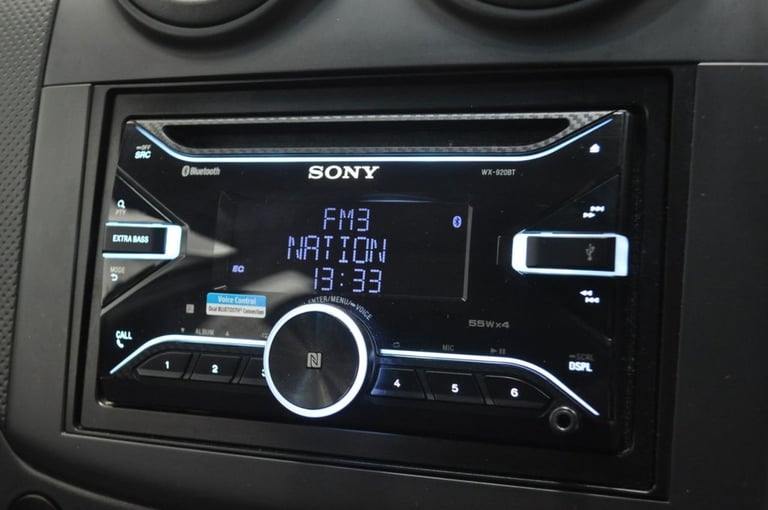 OFF
SRC
Bluetooth
SONY
WX-920BT
PTY
EXTRA BASS
MODE
FM3
NATION
13:33
EQ
Voice Control
Dual BLUETOOTH® Connection
ENTER/MENU/ VOICE
55W x 4
CALL
ALBUM
MIC
SCRL
DSPL
1
2
3
4
5
6
N